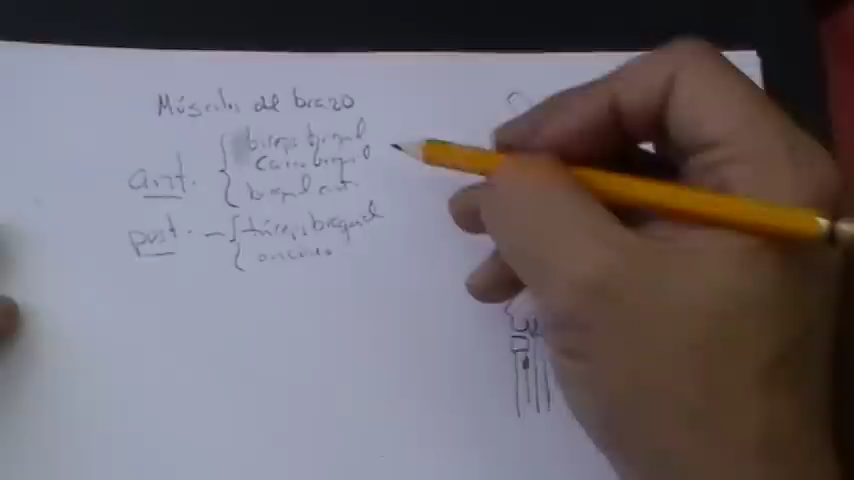 Músculos del brazo
ant. bíceps braquial
coracobraquial
braquial ant.
post. tríceps braquial
ancóneo